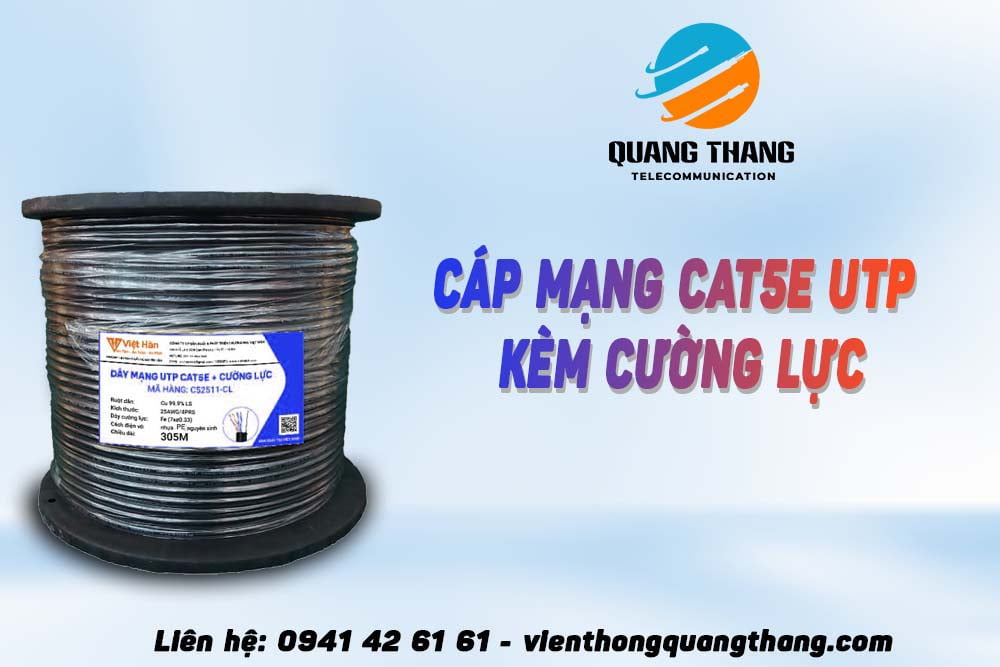 QUANG THANG
TELECOMMUNICATION
CÁP MẠNG CAT5E UTP
KÈM CƯỜNG LỰC
Việt Hàn
DÂY MẠNG UTP CAT5E + CƯỜNG LỰC
MÃ HÀNG: C52511-CL
Ruột dẫn: Cu 99.9% LS
Kích thước: 25AWG/4PRS
Dây cường lực: Fe (7xø0.33)
Cách điện vỏ: nhựa PE nguyên sinh
Chiều dài: 305M
Liên hệ: 0941 42 61 61 - vienthongquangthang.com